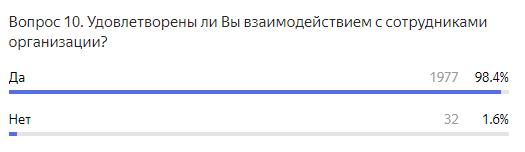 Вопрос 10. Удовлетворены ли Вы взаимодействием с сотрудниками
организации?
Да 1977 98.4%
Нет 32 1.6%